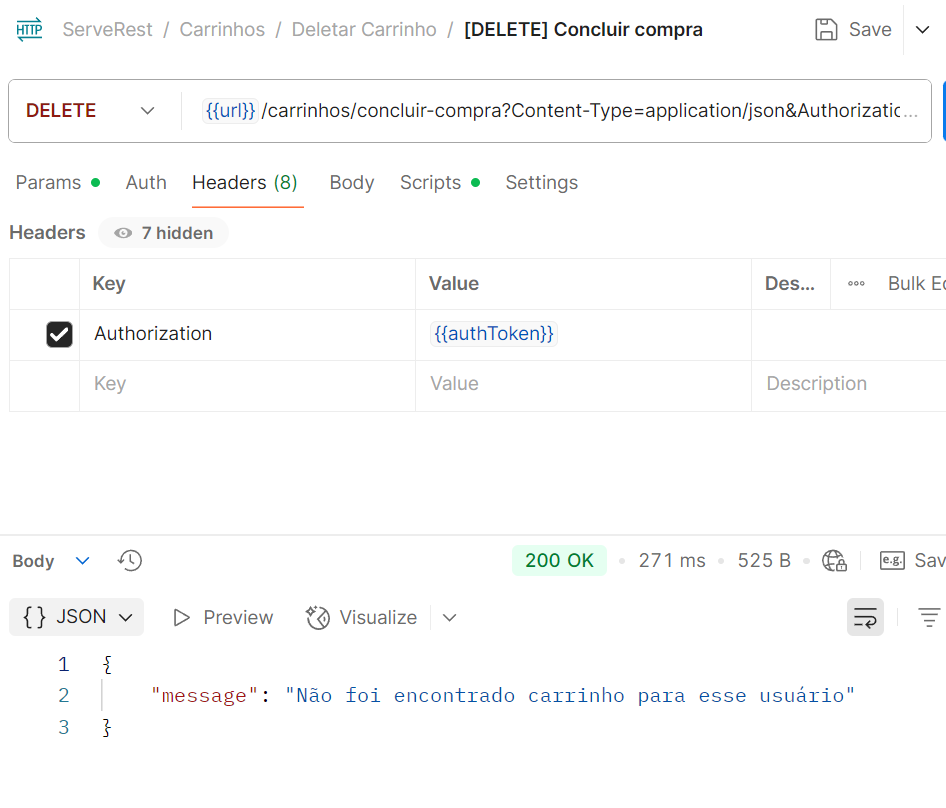 HTTP ServeRest / Carrinhos / Deletar Carrinho / [DELETE] Concluir compra Save
DELETE {{url}}/carrinhos/concluir-compra?Content-Type=application/json&Authorizatic...
Params Auth Headers (8) Body Scripts Settings
Headers 7 hidden
Key Value Des... Bulk Ec
Authorization {{authToken}}
Key Value Description
Body 200 OK 271 ms 525 B e.g. Sav
{} JSON Preview Visualize
1 {
2 "message": "Não foi encontrado carrinho para esse usuário"
3 }